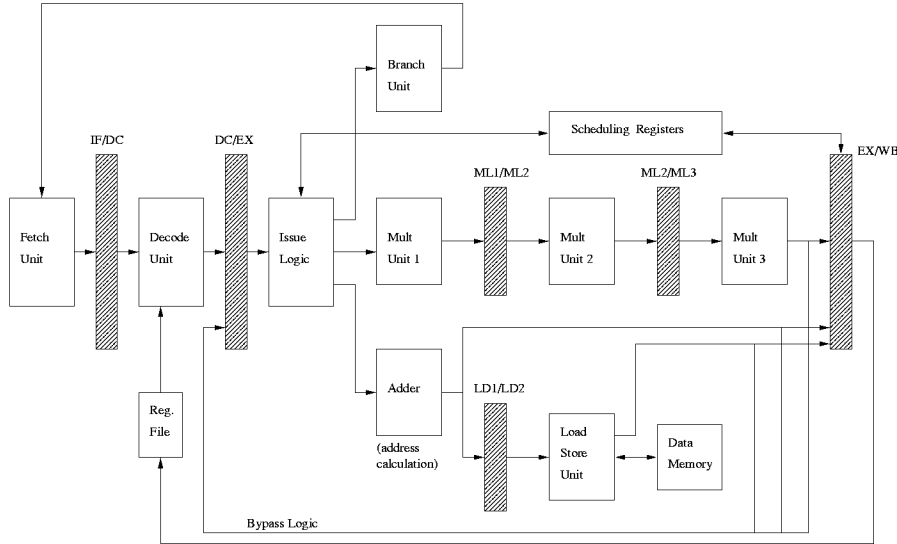 Branch
Unit
Scheduling Registers
IF/DC
DC/EX
EX/WB
ML1/ML2
ML2/ML3
Fetch
Unit
Decode
Unit
Issue
Logic
Mult
Unit 1
Mult
Unit 2
Mult
Unit 3
Adder
LD1/LD2
Reg.
File
(address
calculation)
Load
Store
Unit
Data
Memory
Bypass Logic